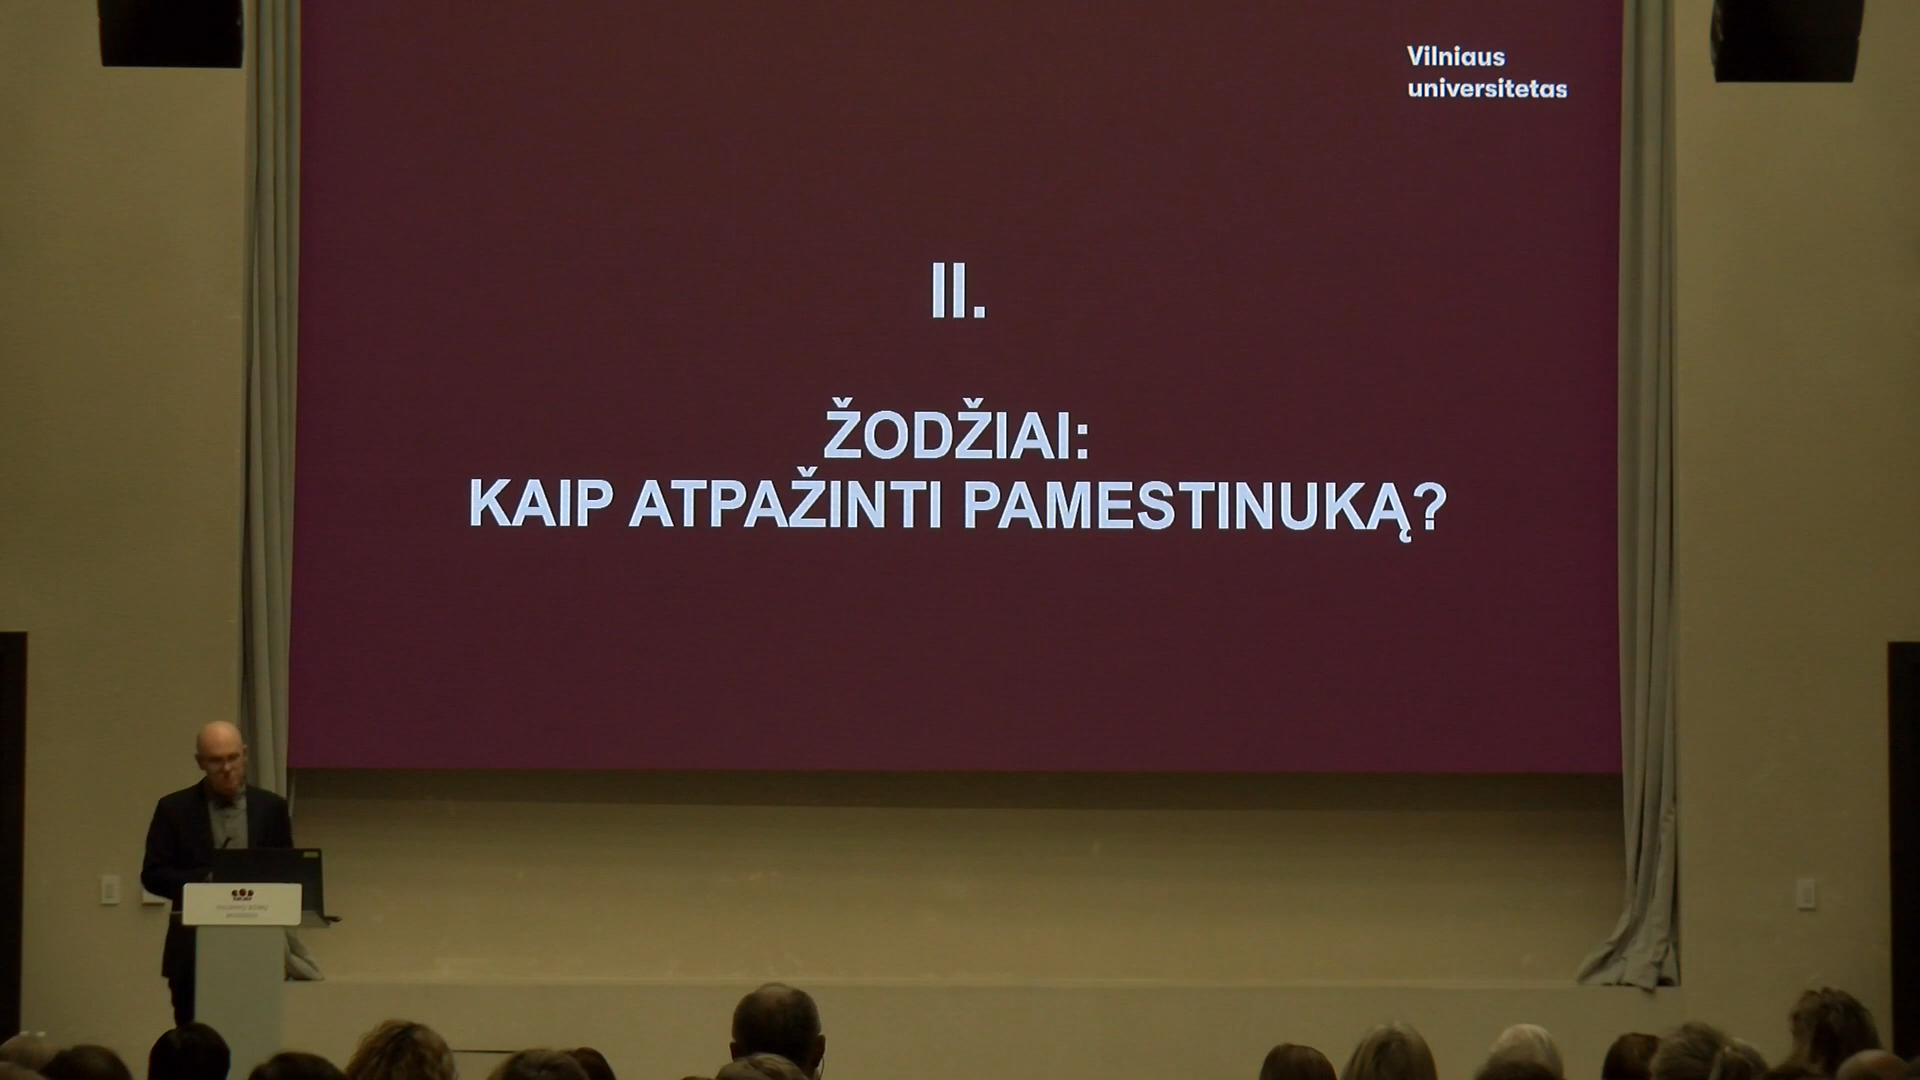 Vilniaus
universitetas
II.
ŽODŽIAI:
KAIP ATPAŽINTI PAMESTINUKĄ?